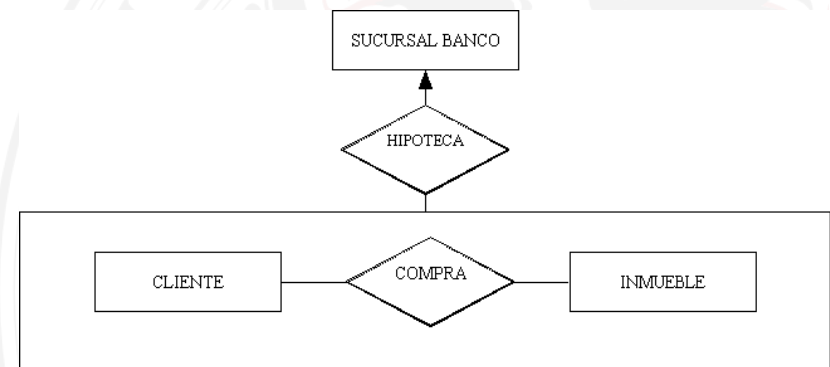 SUCURSAL BANCO
HIPOTECA
CLIENTE
COMPRA
INMUEBLE